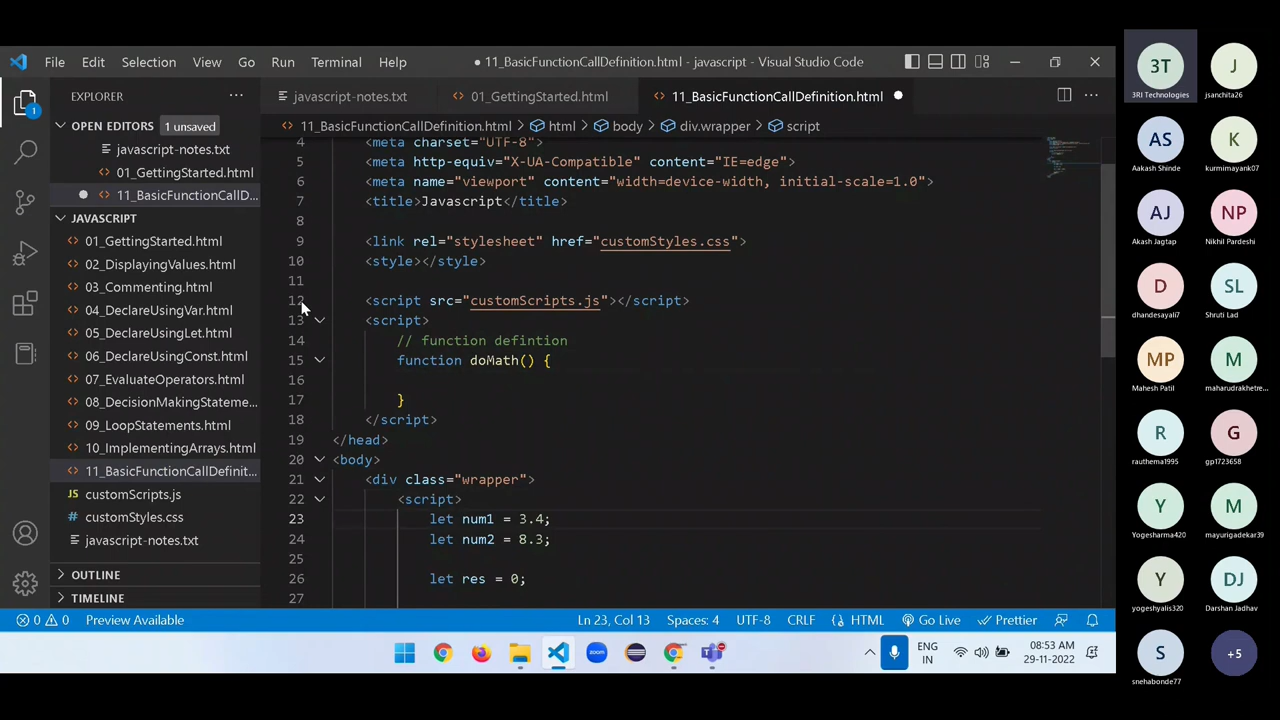 File Edit Selection View Go Run Terminal Help
● 11_BasicFunctionCallDefinition.html - javascript - Visual Studio Code
EXPLORER
OPEN EDITORS 1 unsaved
javascript-notes.txt
01_GettingStarted.html
11_BasicFunctionCallD...
JAVASCRIPT
01_GettingStarted.html
02_DisplayingValues.html
03_Commenting.html
04_DeclareUsingVar.html
05_DeclareUsingLet.html
06_DeclareUsingConst.html
07_EvaluateOperators.html
08_DecisionMakingStateme...
09_LoopStatements.html
10_ImplementingArrays.html
11_BasicFunctionCallDefinit...
JS customScripts.js
# customStyles.css
javascript-notes.txt
OUTLINE
TIMELINE
1
javascript-notes.txt 01_GettingStarted.html 11_BasicFunctionCallDefinition.html
11_BasicFunctionCallDefinition.html > html > body > div.wrapper > script
4 <meta charset="UTF-8">
5 <meta http-equiv="X-UA-Compatible" content="IE=edge">
6 <meta name="viewport" content="width=device-width, initial-scale=1.0">
7 <title>Javascript</title>
8
9 <link rel="stylesheet" href="customStyles.css">
10 <style></style>
11
12 <script src="customScripts.js"></script>
13 <script>
14 // function defintion
15 function doMath() {
16
17 }
18 </script>
19 </head>
20 <body>
21 <div class="wrapper">
22 <script>
23 let num1 = 3.4;
24 let num2 = 8.3;
25
26 let res = 0;
27
0 0 Preview Available Ln 23, Col 13 Spaces: 4 UTF-8 CRLF HTML Go Live Prettier
zoom
ENG
IN
08:53 AM
29-11-2022
3T
3RI Technologies
J
jsanchita26
AS
Aakash Shinde
K
kurmimayank07
AJ
Akash Jagtap
NP
Nikhil Pardeshi
D
dhandesayali7
SL
Shruti Lad
MP
Mahesh Patil
M
maharudrakhetre...
R
rauthema1995
G
gp1723658
Y
Yogesharma420
M
mayurigadekar39
Y
yogeshyalis320
DJ
Darshan Jadhav
S
snehabonde77
+5